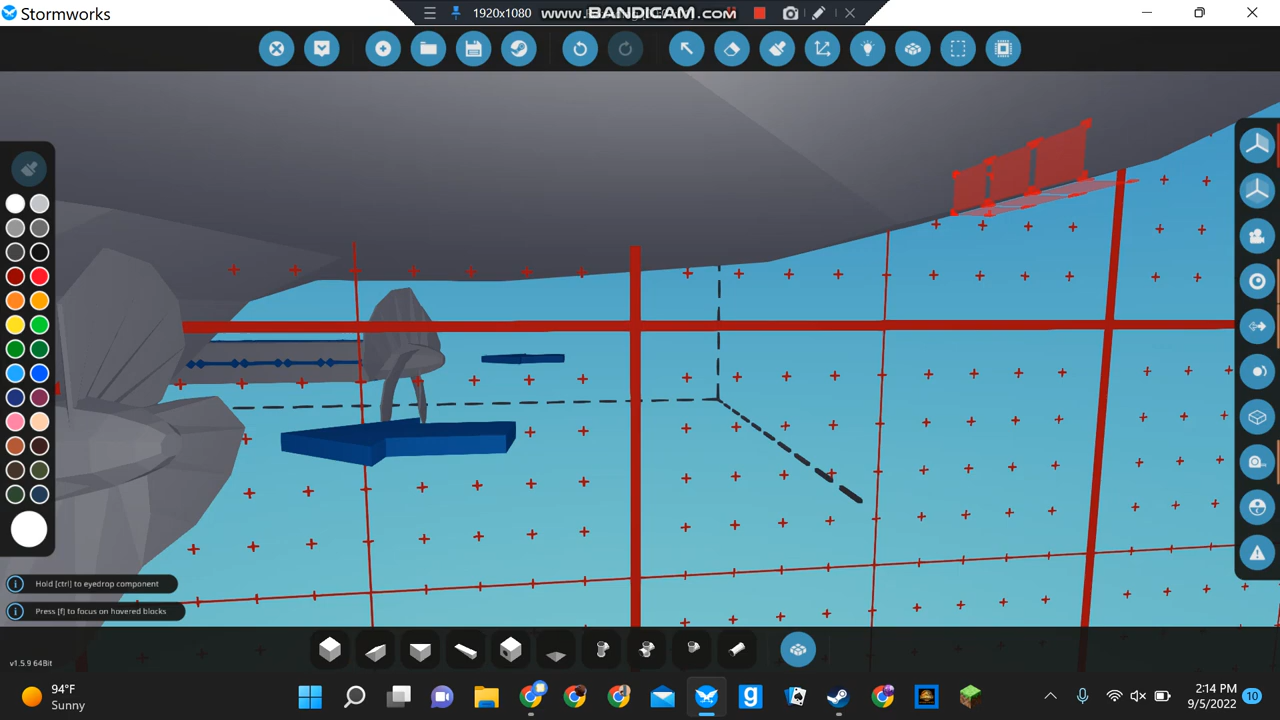 Stormworks
1920x1080
www.BANDICAM.com
Hold [ctrl] to eyedrop component
Press [f] to focus on hovered blocks
v1.5.9 64Bit
94°F
Sunny
2:14 PM
9/5/2022
10